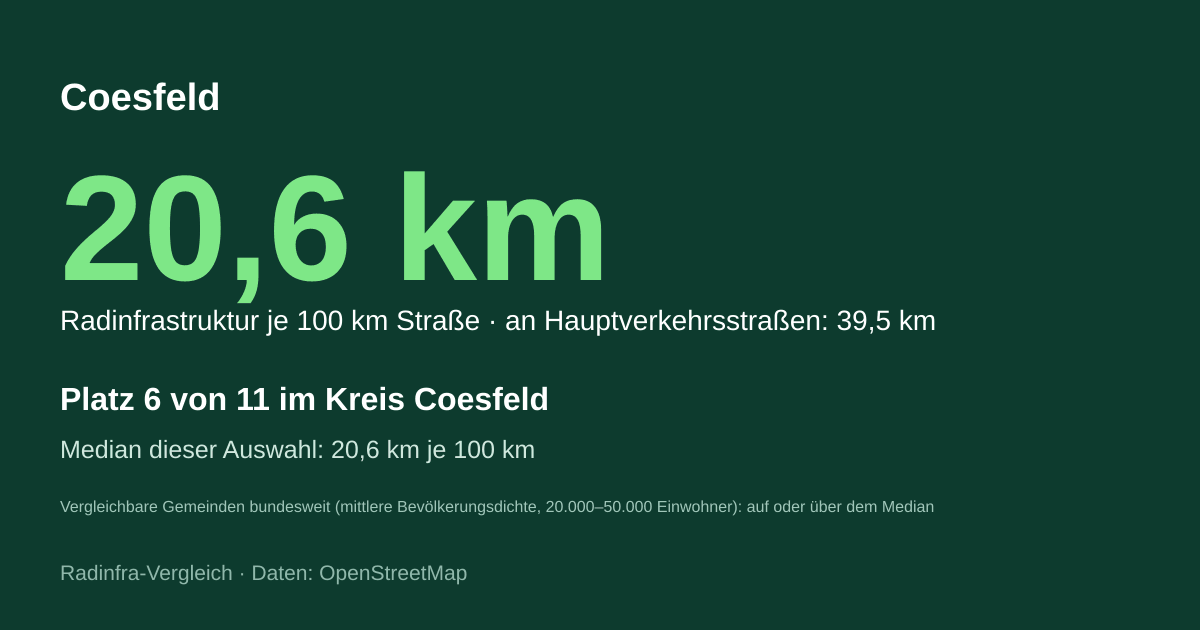 Coesfeld
20,6 km
Radinfrastruktur je 100 km Straße · an Hauptverkehrsstraßen: 39,5 km
Platz 6 von 11 im Kreis Coesfeld
Median dieser Auswahl: 20,6 km je 100 km
Vergleichbare Gemeinden bundesweit (mittlere Bevölkerungsdichte, 20.000–50.000 Einwohner): auf oder über dem Median
Radinfra-Vergleich · Daten: OpenStreetMap